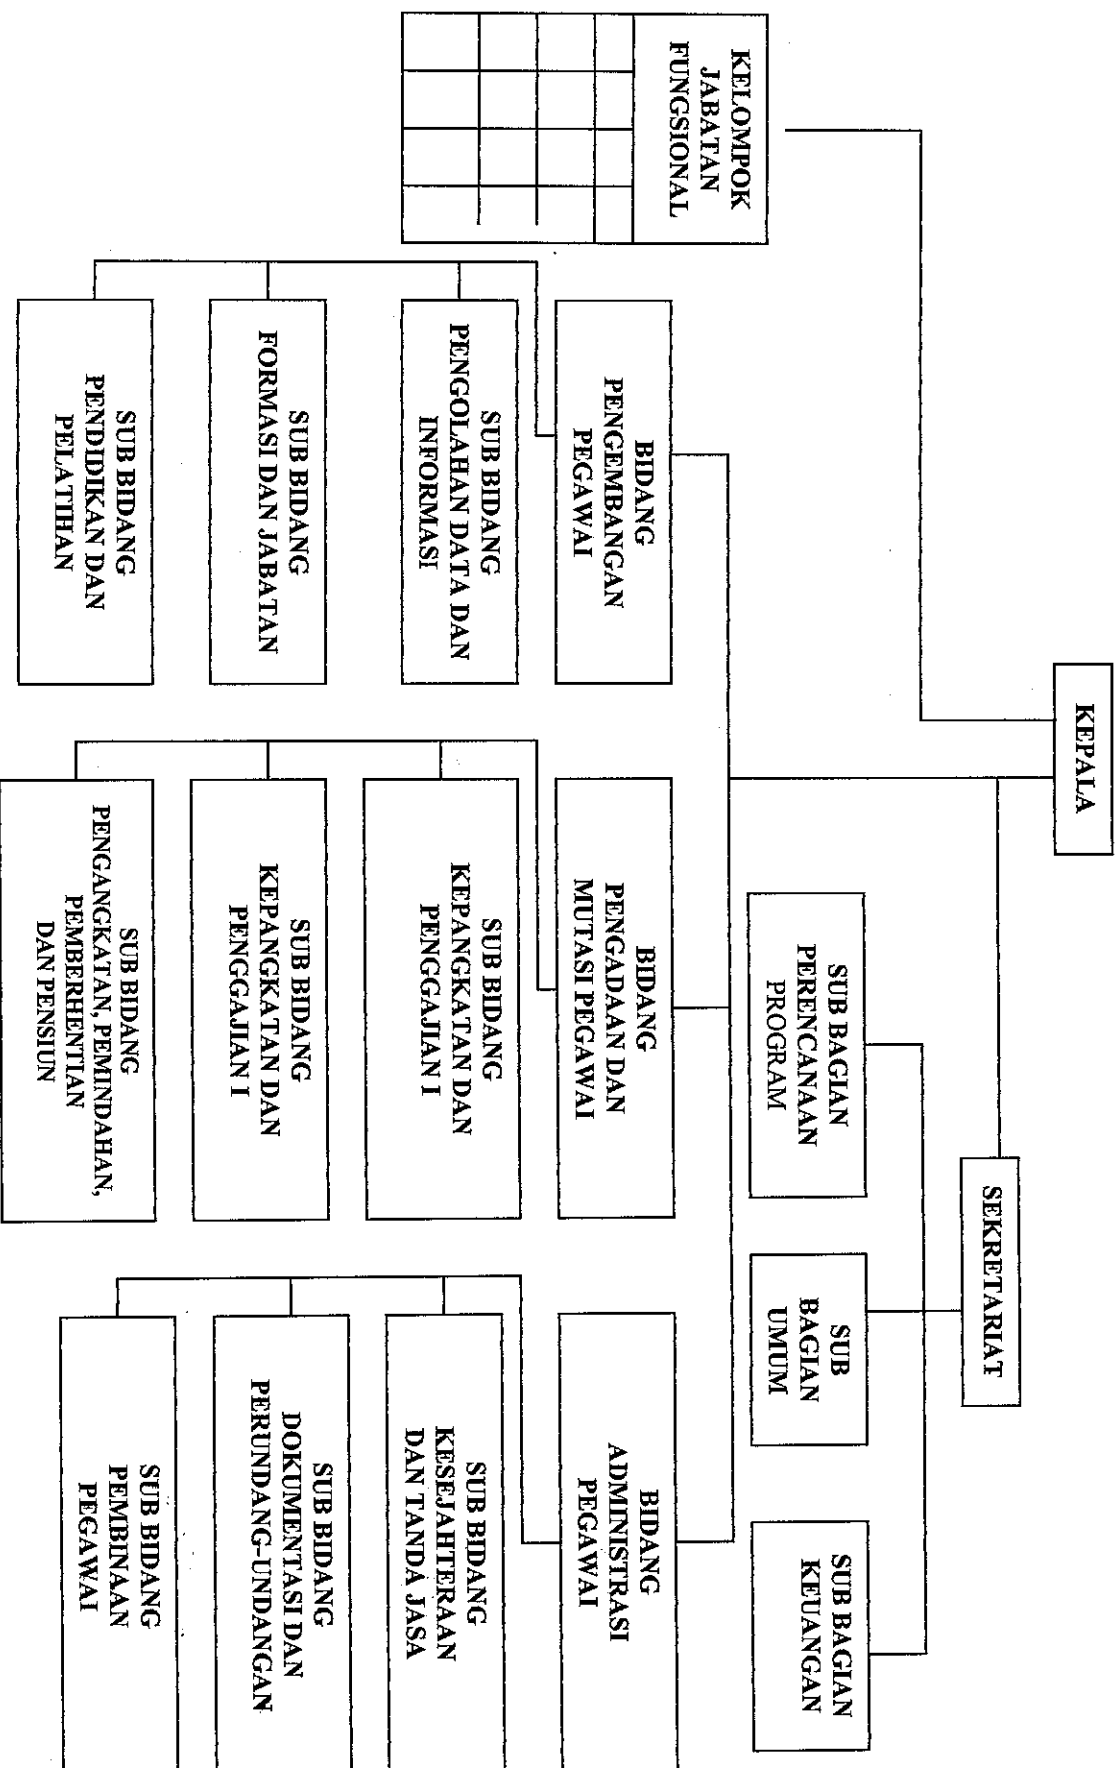 KEPALA
KELOMPOK
JABATAN
FUNGSIONAL
SEKRETARIAT
SUB BAGIAN
PERENCANAAN
PROGRAM
SUB
BAGIAN
UMUM
SUB BAGIAN
KEUANGAN
BIDANG
PENGEMBANGAN
PEGAWAI
BIDANG
PENGADAAN DAN
MUTASI PEGAWAI
BIDANG
ADMINISTRASI
PEGAWAI
SUB BIDANG
PENGOLAHAN DATA DAN
INFORMASI
SUB BIDANG
KEPANGKATAN DAN
PENGGAJIAN I
SUB BIDANG
KESEJAHTERAAN
DAN TANDA JASA
SUB BIDANG
FORMASI DAN JABATAN
SUB BIDANG
KEPANGKATAN DAN
PENGGAJIAN I
SUB BIDANG
DOKUMENTASI DAN
PERUNDANG-UNDANGAN
SUB BIDANG
PENDIDIKAN DAN
PELATIHAN
SUB BIDANG
PENGANGKATAN, PEMINDAHAN,
PEMBERHENTIAN
DAN PENSIUN
SUB BIDANG
PEMBINAAN
PEGAWAI